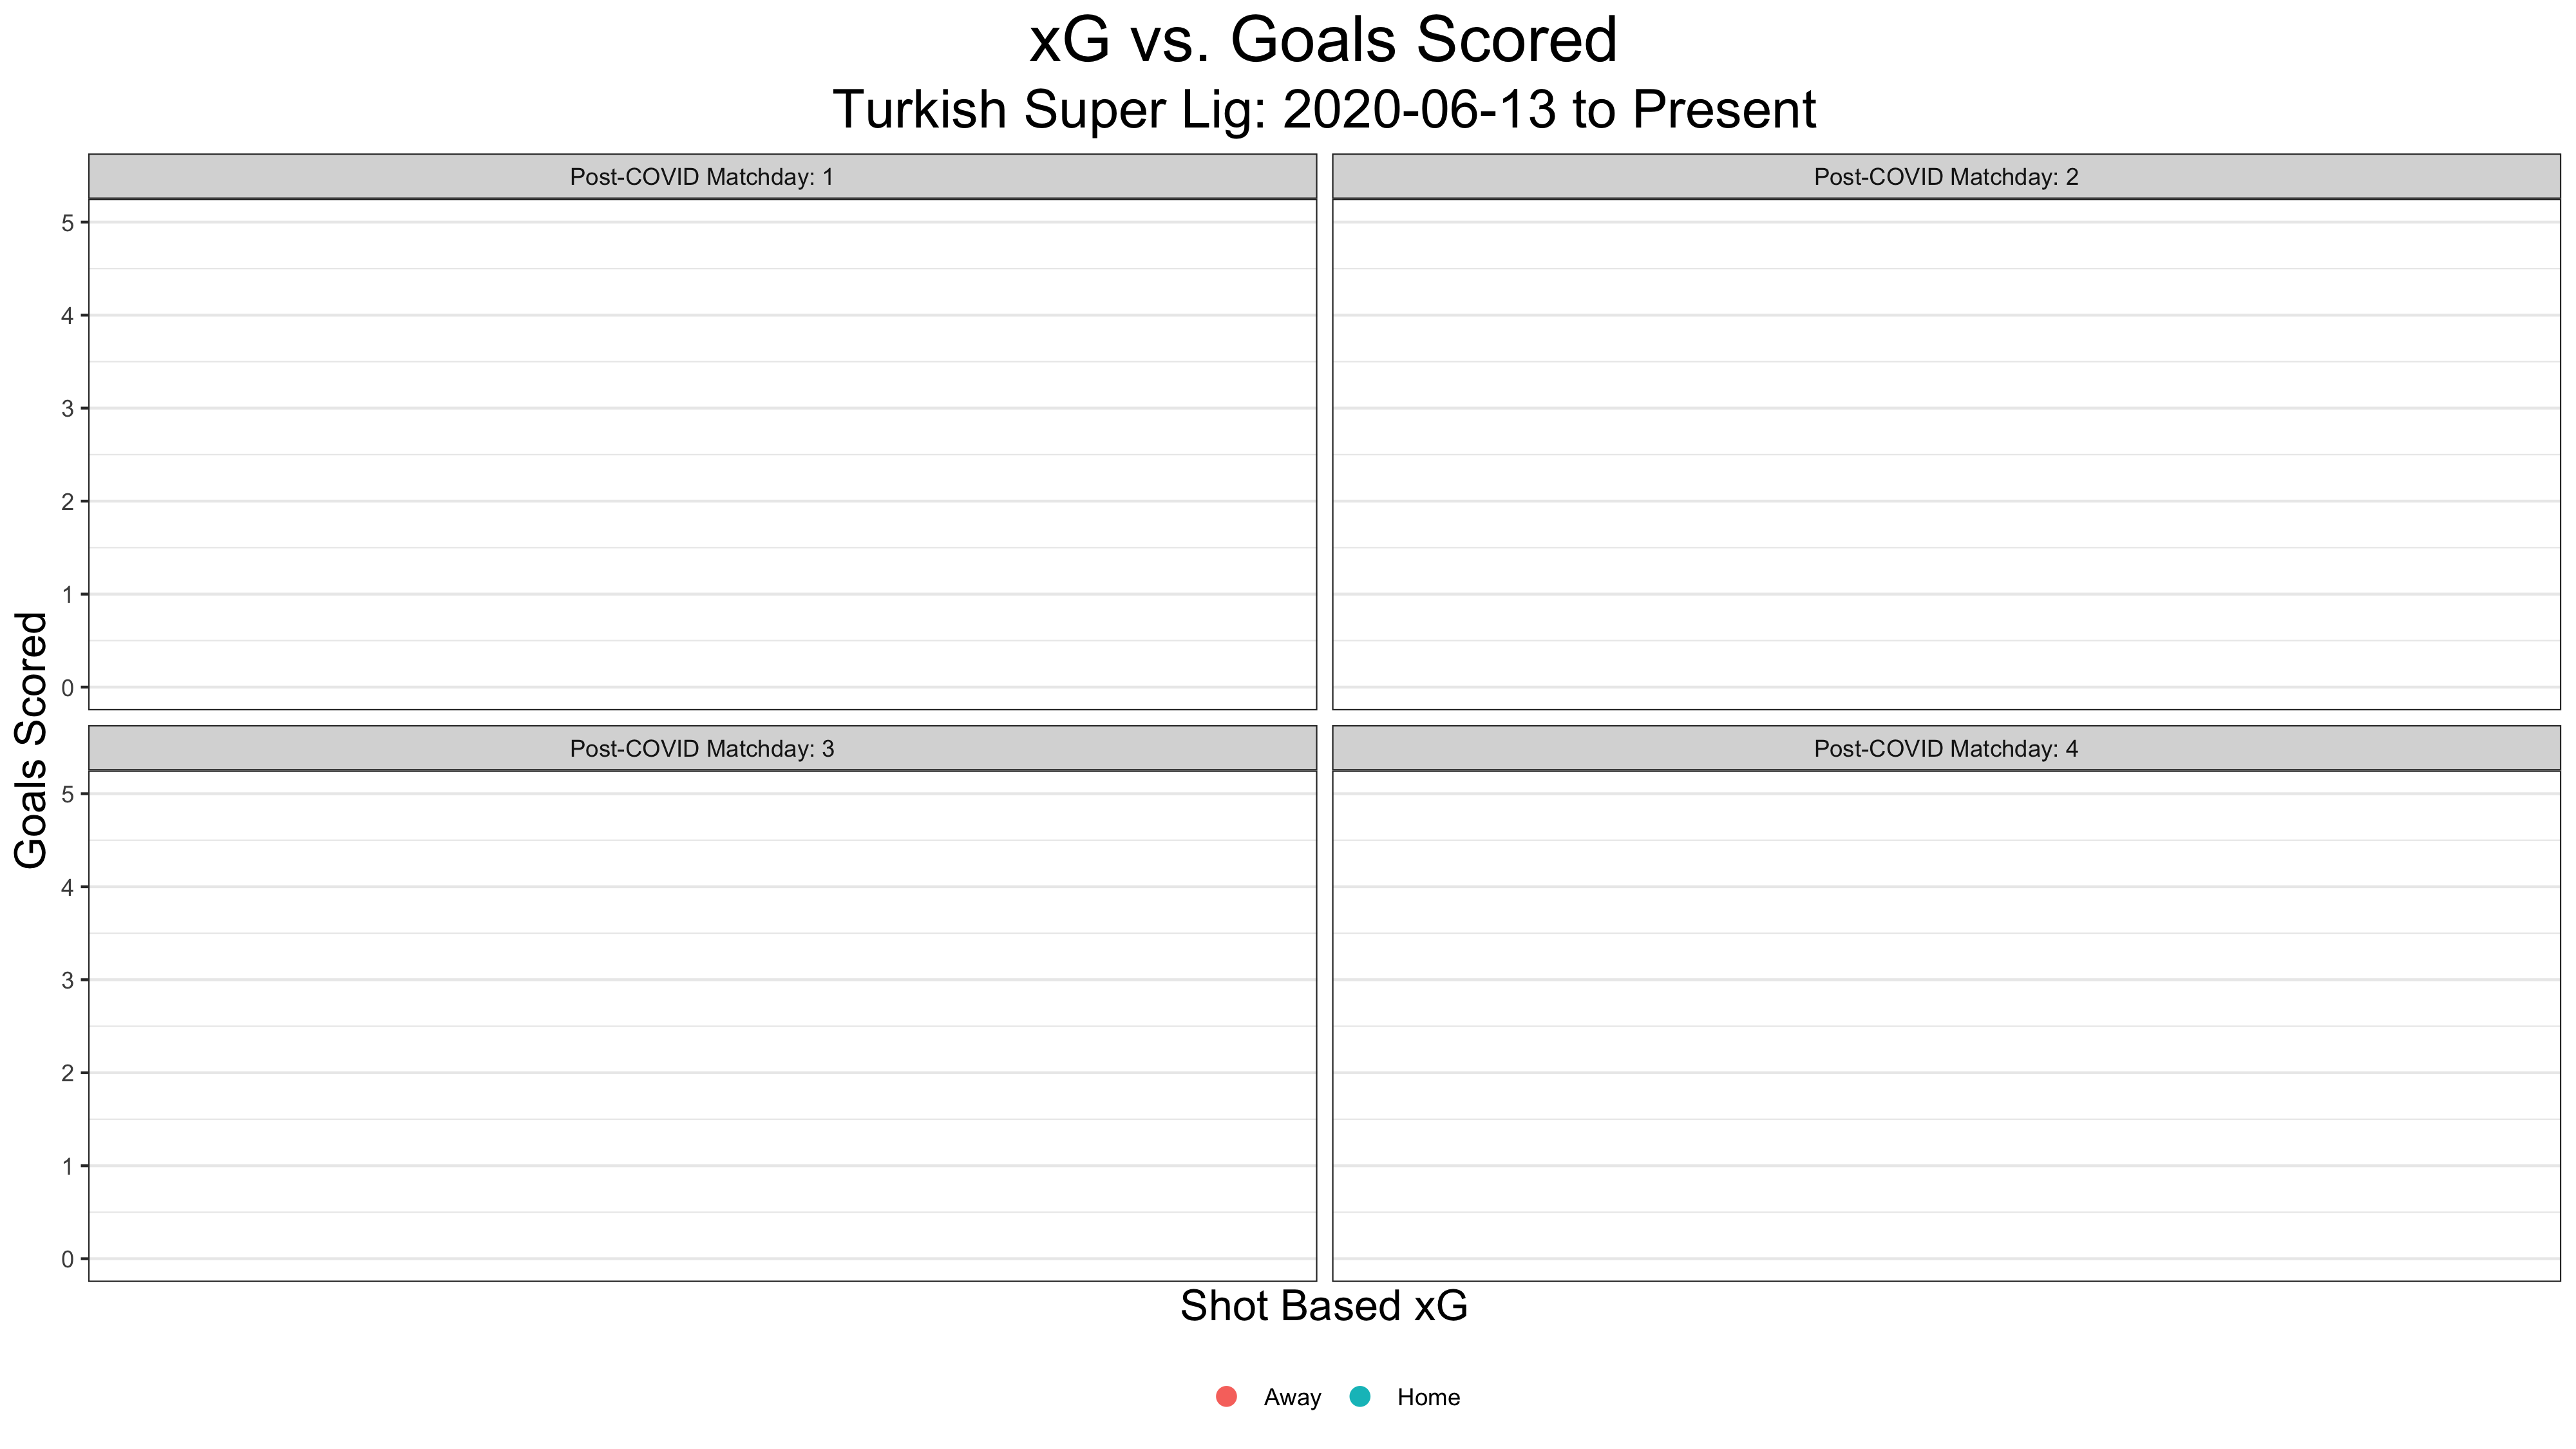 xG vs. Goals Scored
Turkish Super Lig: 2020-06-13 to Present
Post-COVID Matchday: 1
Post-COVID Matchday: 2
5
4
3
2
1
0
Goals Scored
Post-COVID Matchday: 3
Post-COVID Matchday: 4
5
4
3
2
1
0
Shot Based xG
Away
Home